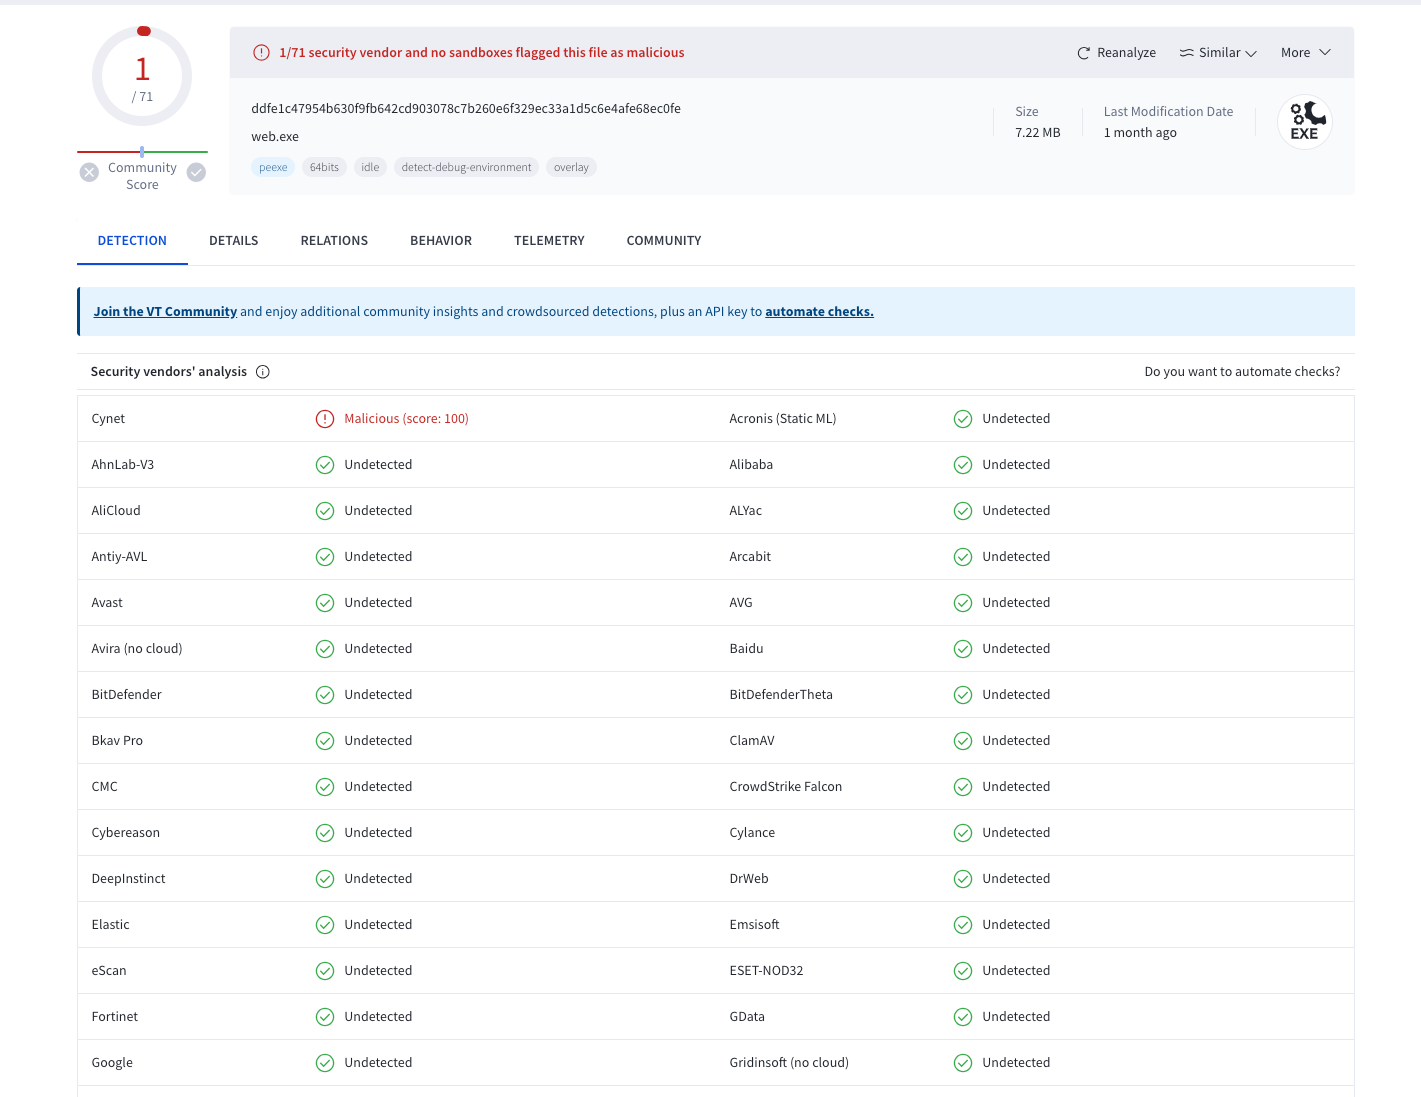 1
/ 71
Community
Score
1/71 security vendor and no sandboxes flagged this file as malicious
Reanalyze
Similar
More
ddfe1c47954b630f9fb642cd903078c7b260e6f329ec33a1d5c6e4afe68ec0fe
web.exe
peexe
64bits
idle
detect-debug-environment
overlay
Size
7.22 MB
Last Modification Date
1 month ago
EXE
DETECTION
DETAILS
RELATIONS
BEHAVIOR
TELEMETRY
COMMUNITY
Join the VT Community and enjoy additional community insights and crowdsourced detections, plus an API key to automate checks.
Security vendors' analysis
Do you want to automate checks?
Cynet Malicious (score: 100) Acronis (Static ML) Undetected
AhnLab-V3 Undetected Alibaba Undetected
AliCloud Undetected ALYac Undetected
Antiy-AVL Undetected Arcabit Undetected
Avast Undetected AVG Undetected
Avira (no cloud) Undetected Baidu Undetected
BitDefender Undetected BitDefenderTheta Undetected
Bkav Pro Undetected ClamAV Undetected
CMC Undetected CrowdStrike Falcon Undetected
Cybereason Undetected Cylance Undetected
DeepInstinct Undetected DrWeb Undetected
Elastic Undetected Emsisoft Undetected
eScan Undetected ESET-NOD32 Undetected
Fortinet Undetected GData Undetected
Google Undetected Gridinsoft (no cloud) Undetected